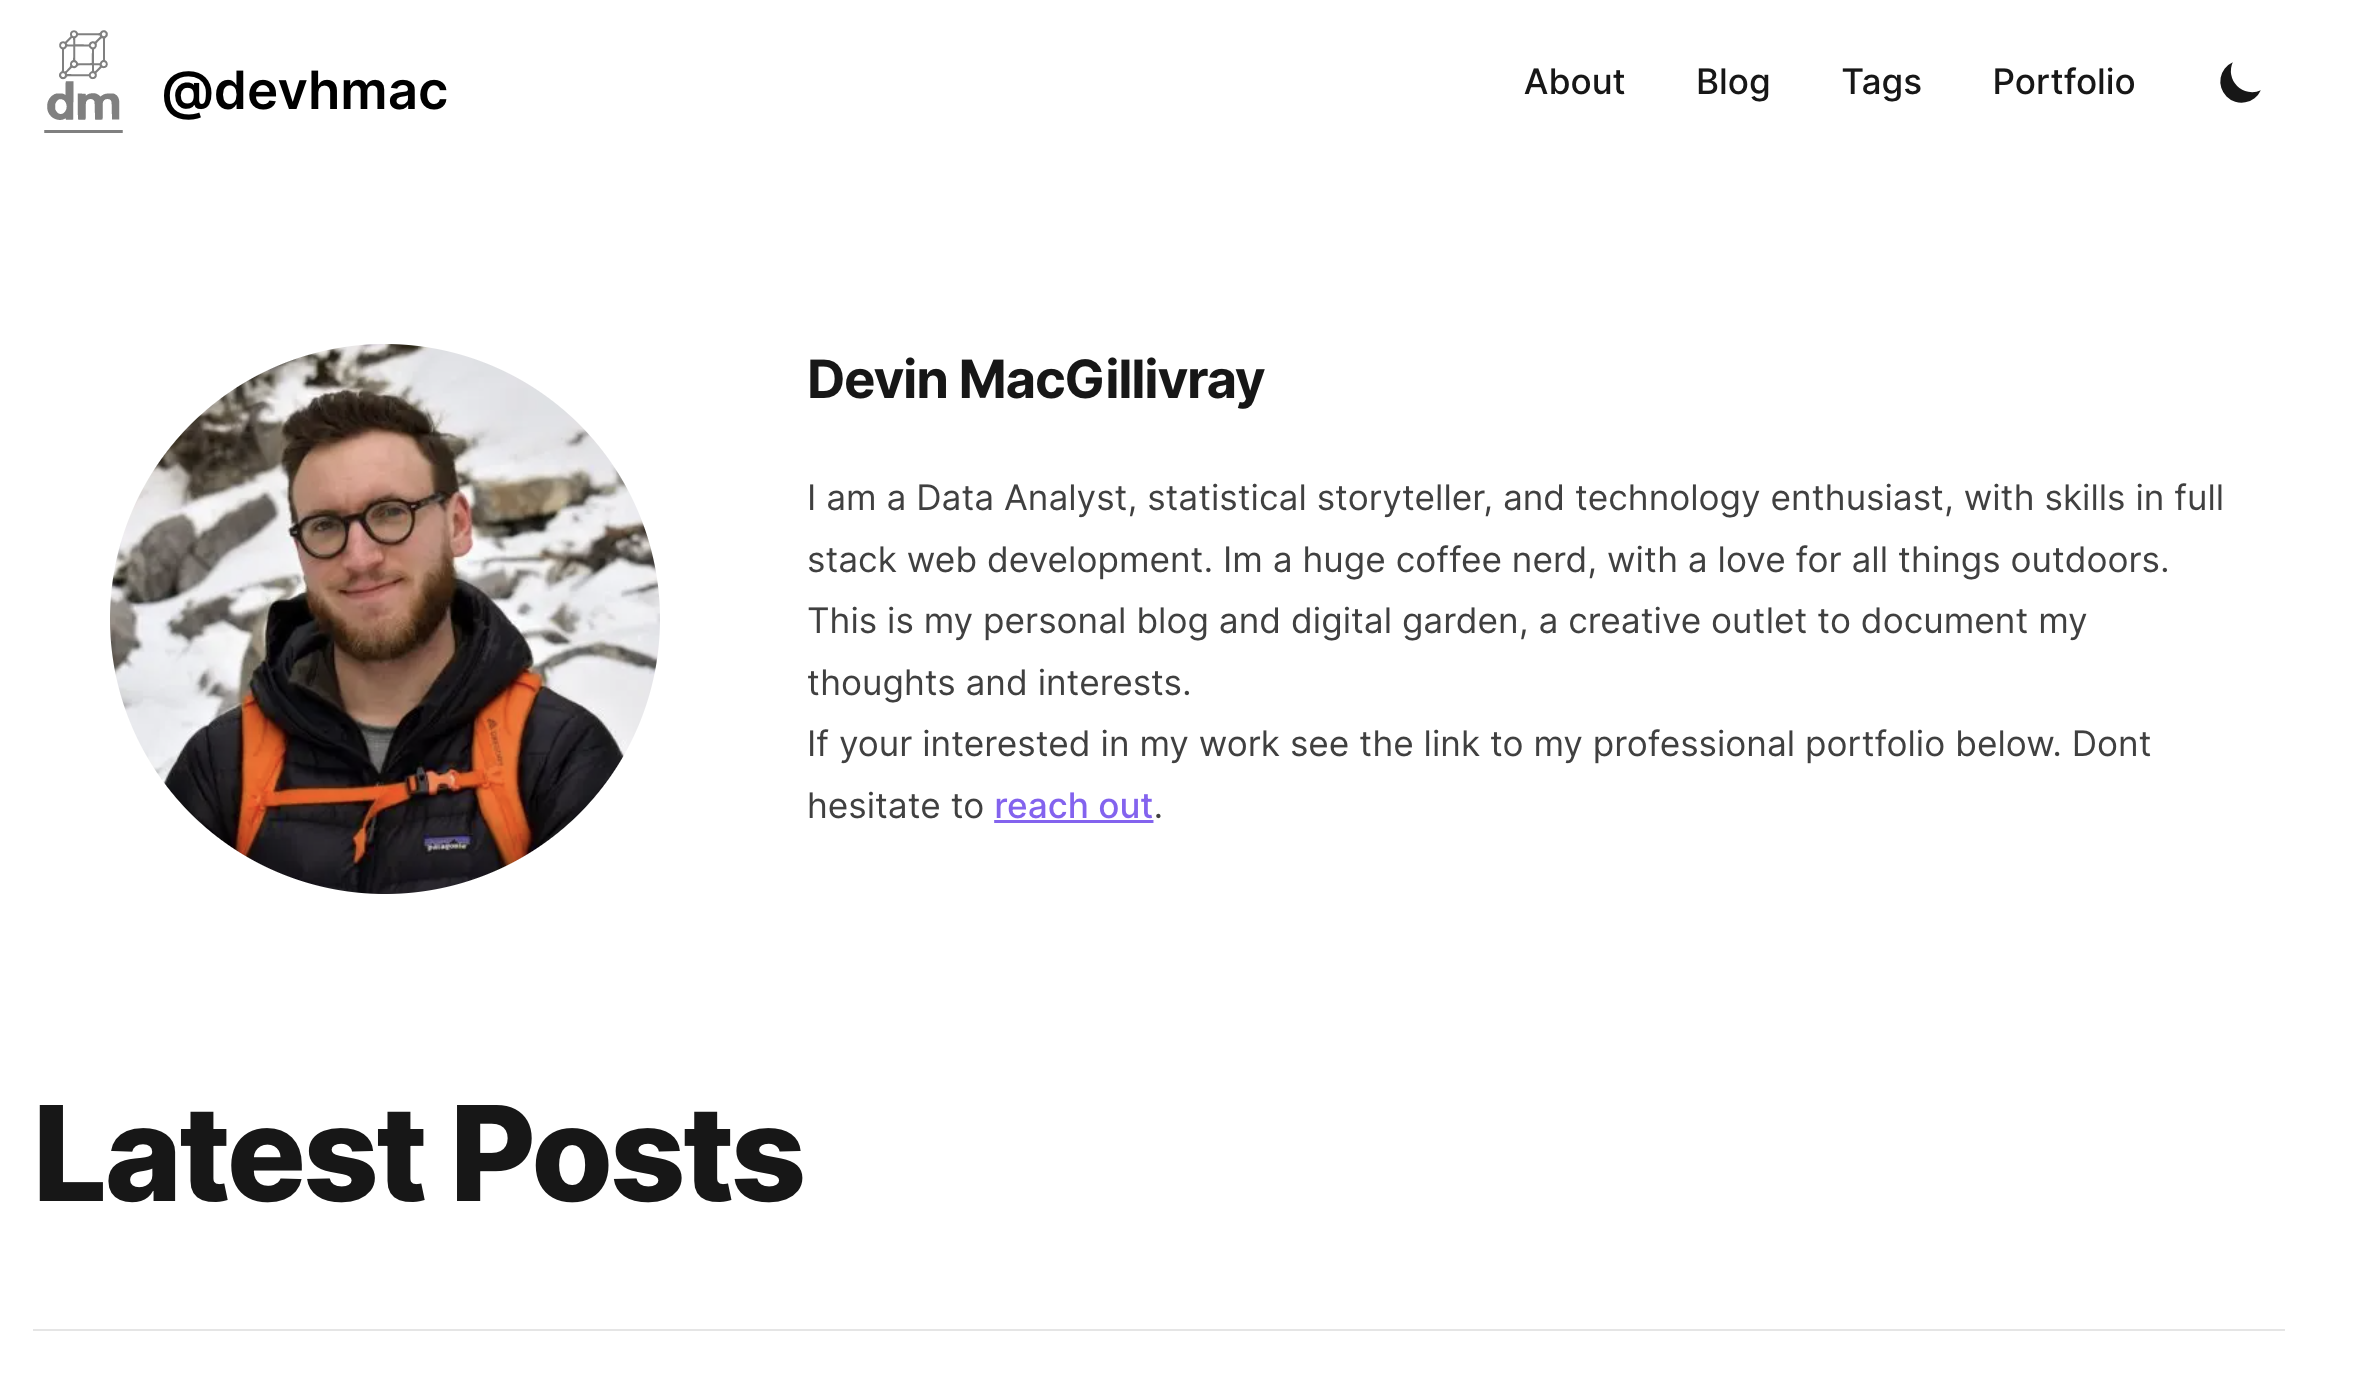 dm
@devhmac
About
Blog
Tags
Portfolio
Devin MacGillivray
I am a Data Analyst, statistical storyteller, and technology enthusiast, with skills in full
stack web development. Im a huge coffee nerd, with a love for all things outdoors.
This is my personal blog and digital garden, a creative outlet to document my
thoughts and interests.
If your interested in my work see the link to my professional portfolio below. Dont
hesitate to reach out.
patagonia
Latest Posts